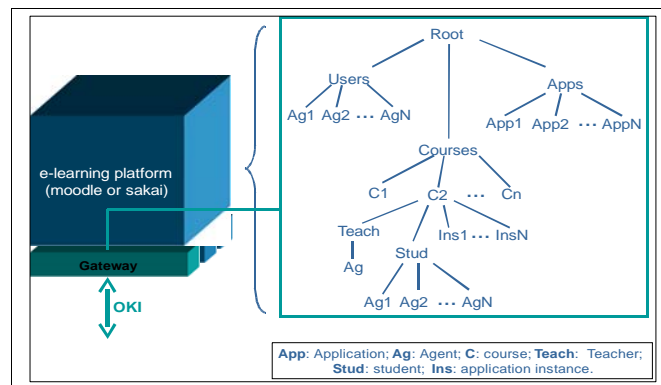 Root
Users
Apps
Ag1 Ag2 ... AgN
App1 App2 ... AppN
Courses
e-learning platform
(moodle or sakai)
C1 C2 ... Cn
Teach Ins1 ... InsN
Stud
Gateway
Ag
OKI
Ag1 Ag2 ... AgN
App: Application; Ag: Agent; C: course; Teach: Teacher;
Stud: student; Ins: application instance.